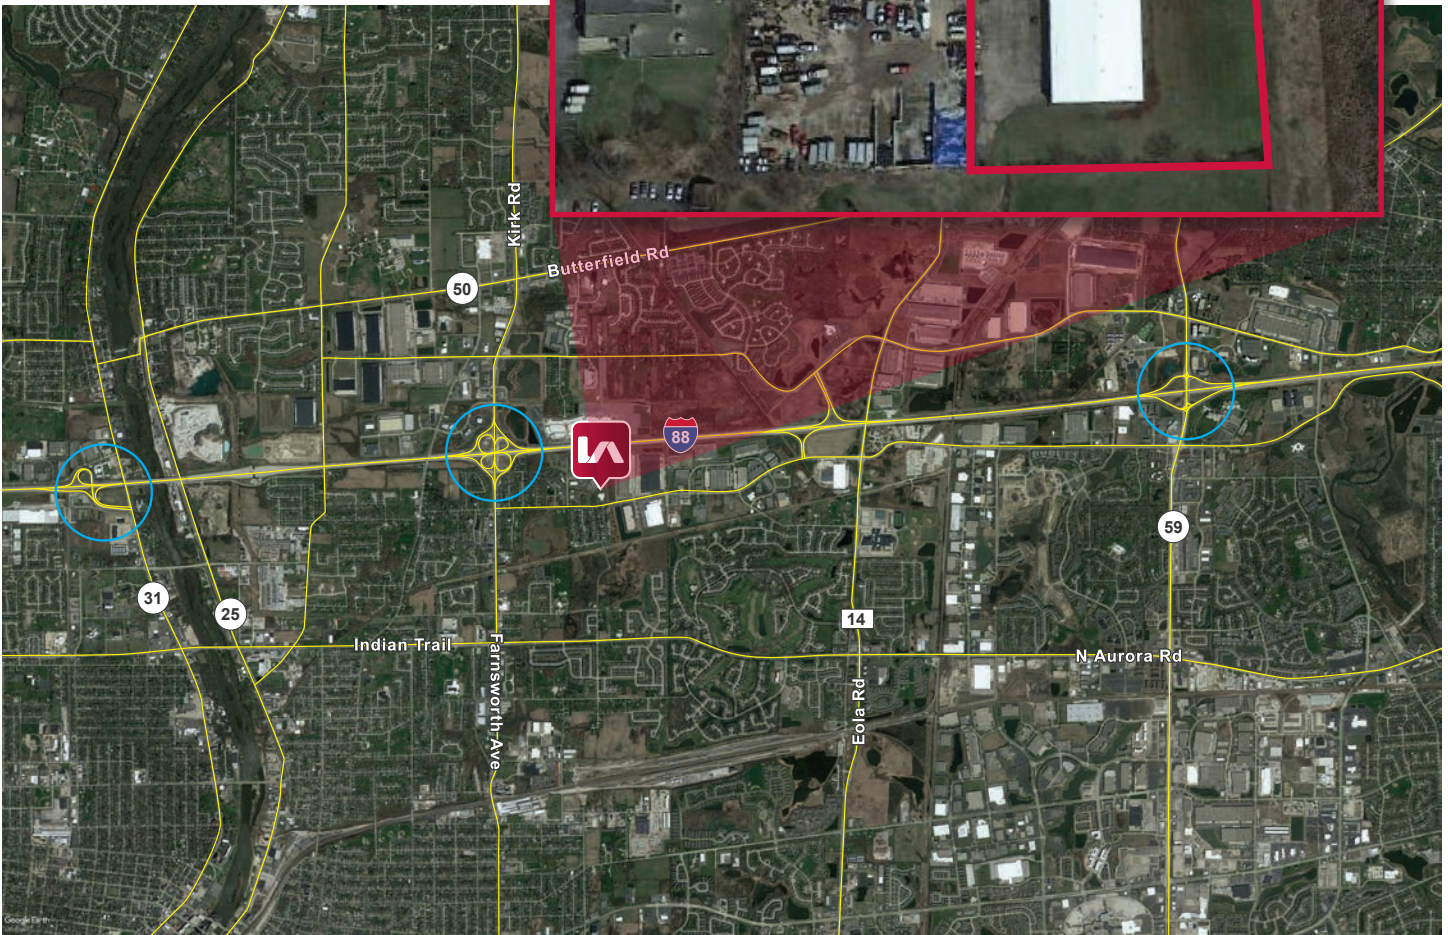 Kirk Rd
Butterfield Rd
50
88
59
31
25
14
Indian Trail
Farnsworth Ave
N Aurora Rd
Eola Rd
Google Earth